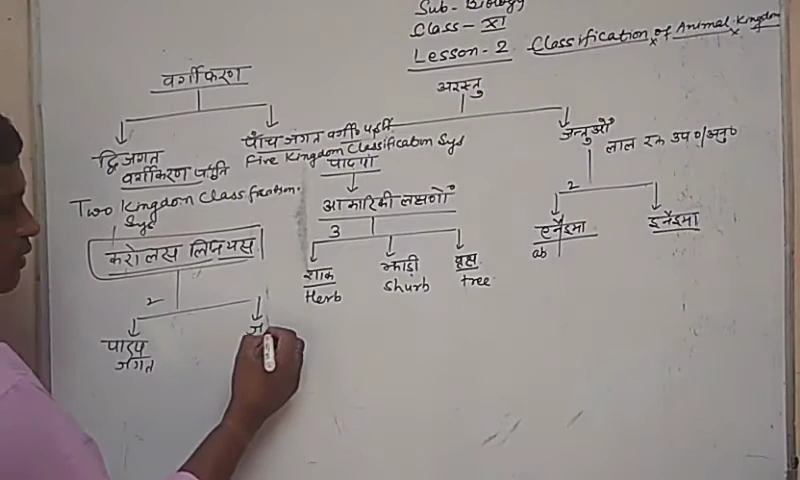 Sub- Biology
Class- XI
Lesson-2 Classification of Animal Kingdom
वर्गीकरण
अरस्तु
द्विजगत
वर्गीकरण पद्धति
Two Kingdom Classification
Sys
पाँच जगत वर्गी० पद्धति
Five Kingdom Classification Sys
पादपों
जन्तुओं
लाल रक्त उप०/अनु०
आकारिकी लक्षणों
3
2
शाक
Herb
झाड़ी
Shurb
वृक्ष
tree
एनैइमा
ab
इनैइमा
करोलस लिनियस
2
पादप
जगत
ज